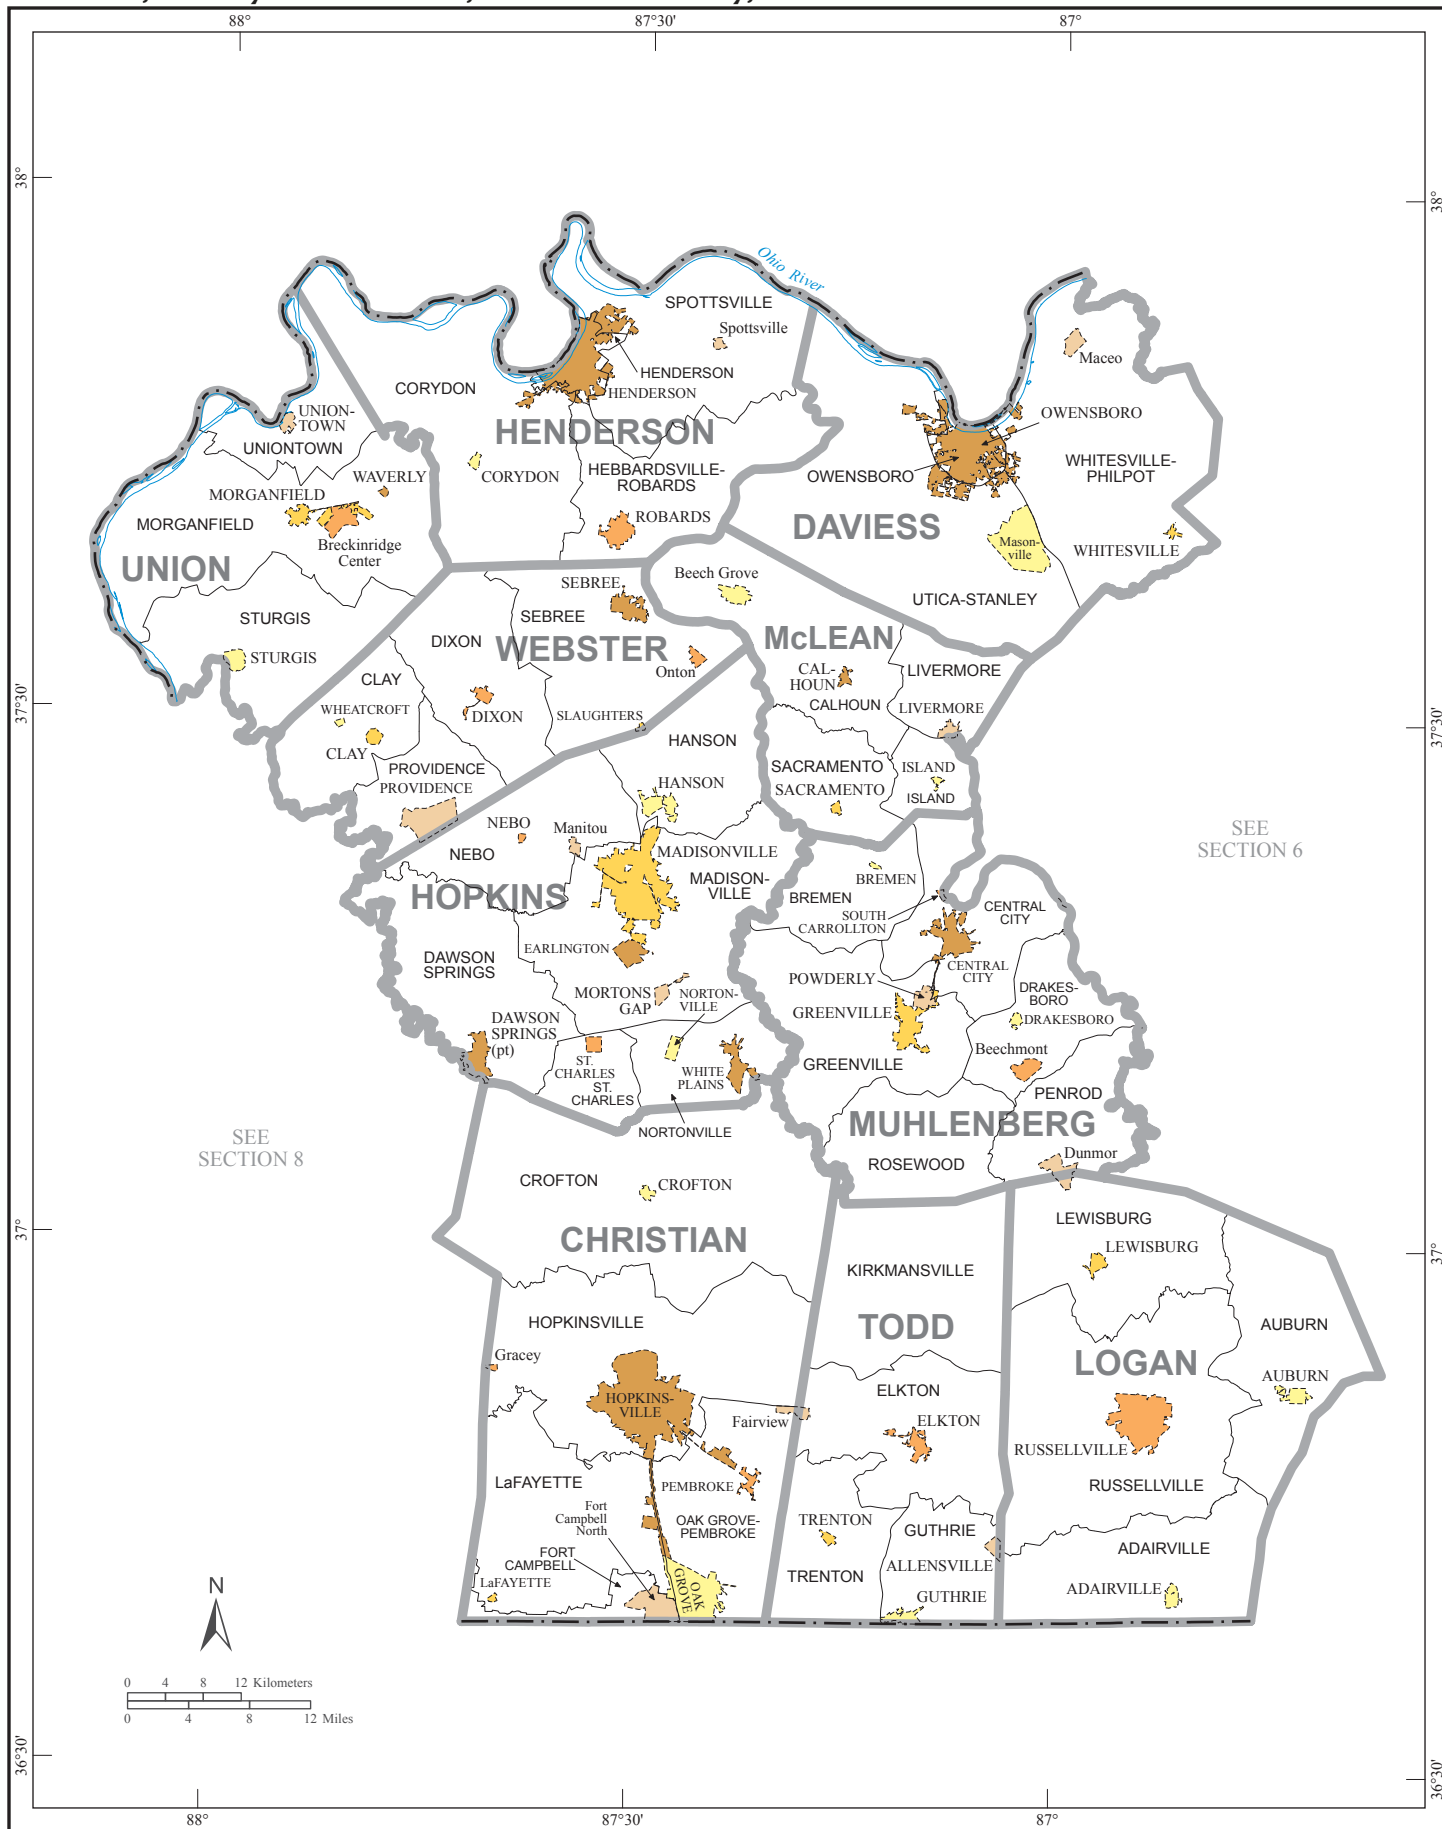 88°
87°30'
87°
38°
38°
Ohio River
SPOTTSVILLE
Spottsville
HENDERSON
HENDERSON
Maceo
CORYDON
HENDERSON
UNION-
TOWN
UNIONTOWN
OWENSBORO
OWENSBORO
WHITESVILLE-
PHILPOT
WAVERLY
CORYDON
HEBBARDSVILLE-
ROBARDS
MORGANFIELD
MORGANFIELD
ROBARDS
DAVIESS
Breckinridge
Center
UNION
Mason-
ville
WHITESVILLE
SEBREE
Beech Grove
UTICA-STANLEY
STURGIS
SEBREE
DIXON
WEBSTER
McLEAN
STURGIS
Onton
CAL-
HOUN
LIVERMORE
CLAY
CALHOUN
WHEATCROFT
DIXON
SLAUGHTERS
LIVERMORE
37°30'
37°30'
CLAY
HANSON
PROVIDENCE
PROVIDENCE
SACRAMENTO
SACRAMENTO
ISLAND
ISLAND
HANSON
NEBO
NEBO
Manitou
MADISONVILLE
MADISON-
VILLE
SEE
SECTION 6
HOPKINS
BREMEN
BREMEN
SOUTH
CARROLLTON
CENTRAL
CITY
EARLINGTON
DAWSON
SPRINGS
CENTRAL
CITY
POWDERLY
MORTONS
GAP
NORTON-
VILLE
DRAKES-
BORO
GREENVILLE
DRAKESBORO
DAWSON
SPRINGS
(pt)
Beechmont
ST.
CHARLES
ST.
CHARLES
WHITE
PLAINS
GREENVILLE
PENROD
MUHLENBERG
NORTONVILLE
SEE
SECTION 8
ROSEWOOD
Dunmor
CROFTON
CROFTON
LEWISBURG
37°
37°
CHRISTIAN
LEWISBURG
KIRKMANSVILLE
HOPKINSVILLE
TODD
AUBURN
Gracey
LOGAN
AUBURN
HOPKINS-
VILLE
ELKTON
Fairview
ELKTON
RUSSELLVILLE
RUSSELLVILLE
LaFAYETTE
PEMBROKE
Fort
Campbell
North
OAK GROVE-
PEMBROKE
TRENTON
GUTHRIE
ADAIRVILLE
FORT
CAMPBELL
ALLENSVILLE
LaFAYETTE
OAK
GROVE
TRENTON
GUTHRIE
ADAIRVILLE
N
0 4 8 12 Kilometers
0 4 8 12 Miles
36°30'
36°30'
88°
87°30'
87°